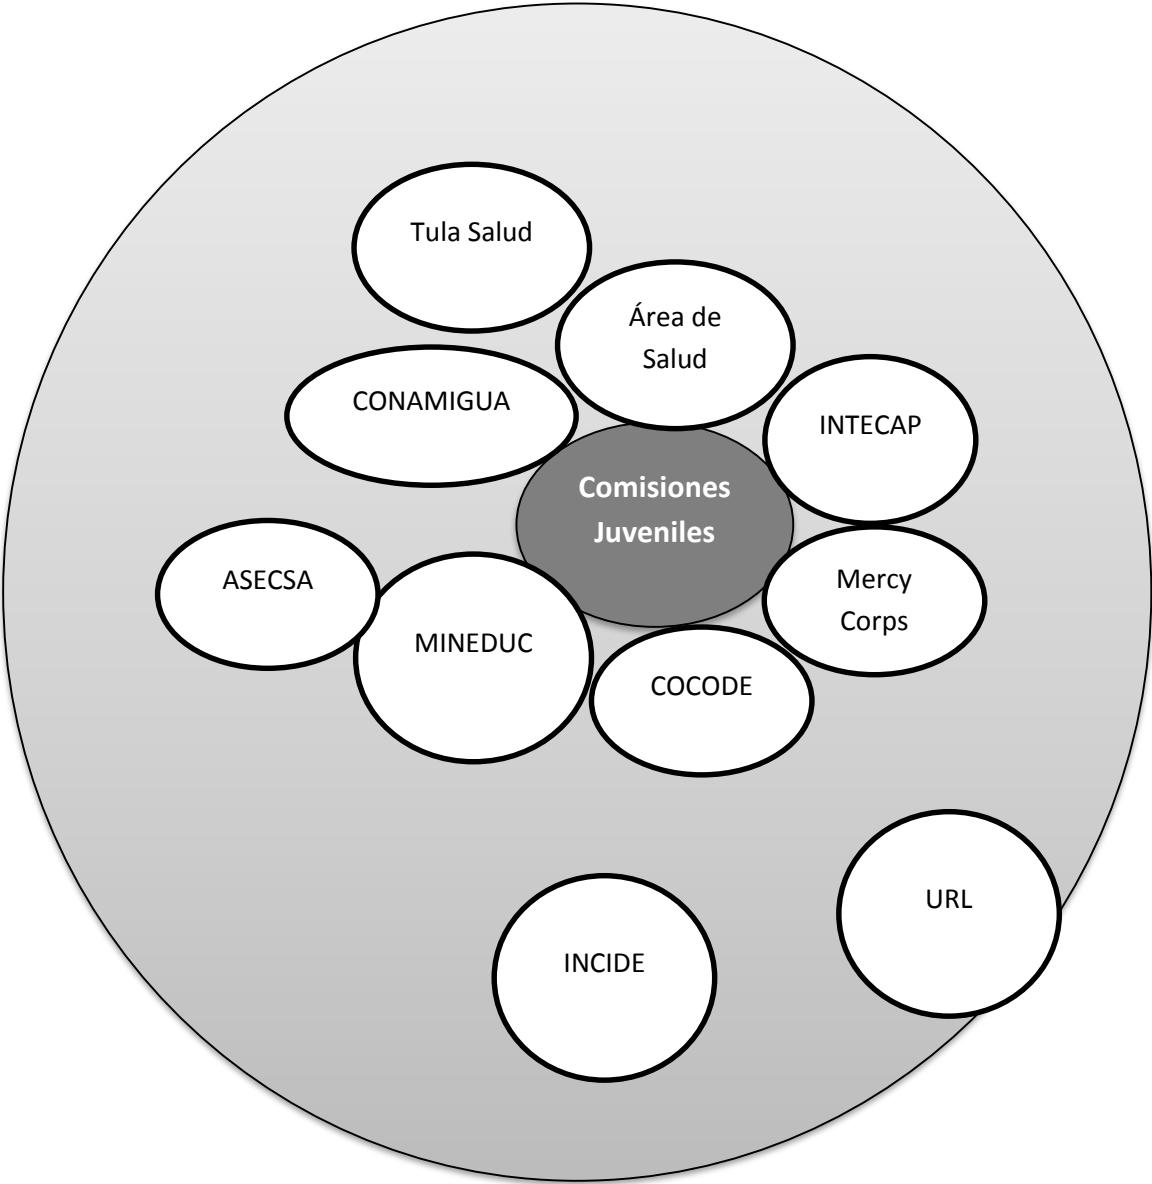 Tula Salud
Área de
Salud
CONAMIGUA
INTECAP
Comisiones
Juveniles
ASECSA
Mercy
Corps
MINEDUC
COCODE
URL
INCIDE